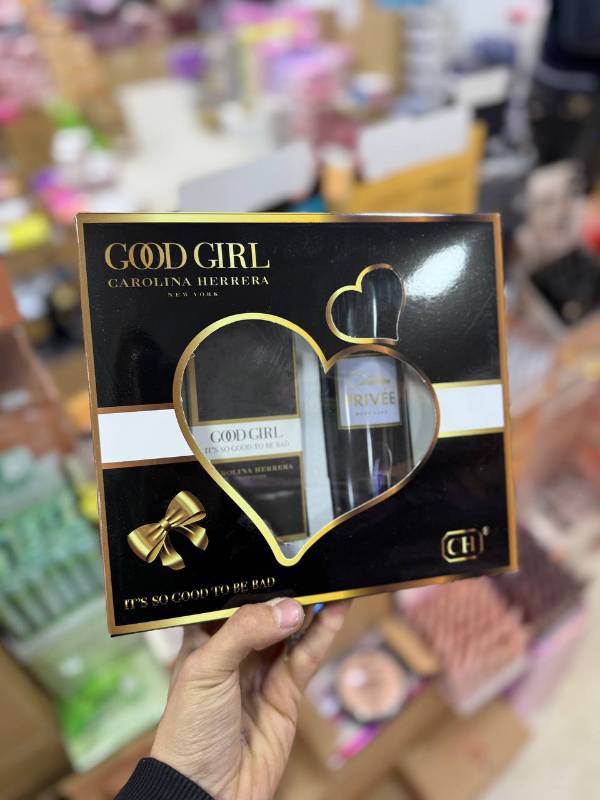 GOOD GIRL
CAROLINA HERRERA
NEW YORK
GOOD GIRL
IT'S SO GOOD TO BE BAD
CAROLINA HERRERA
PRIVÉE
IT'S SO GOOD TO BE BAD
CH®